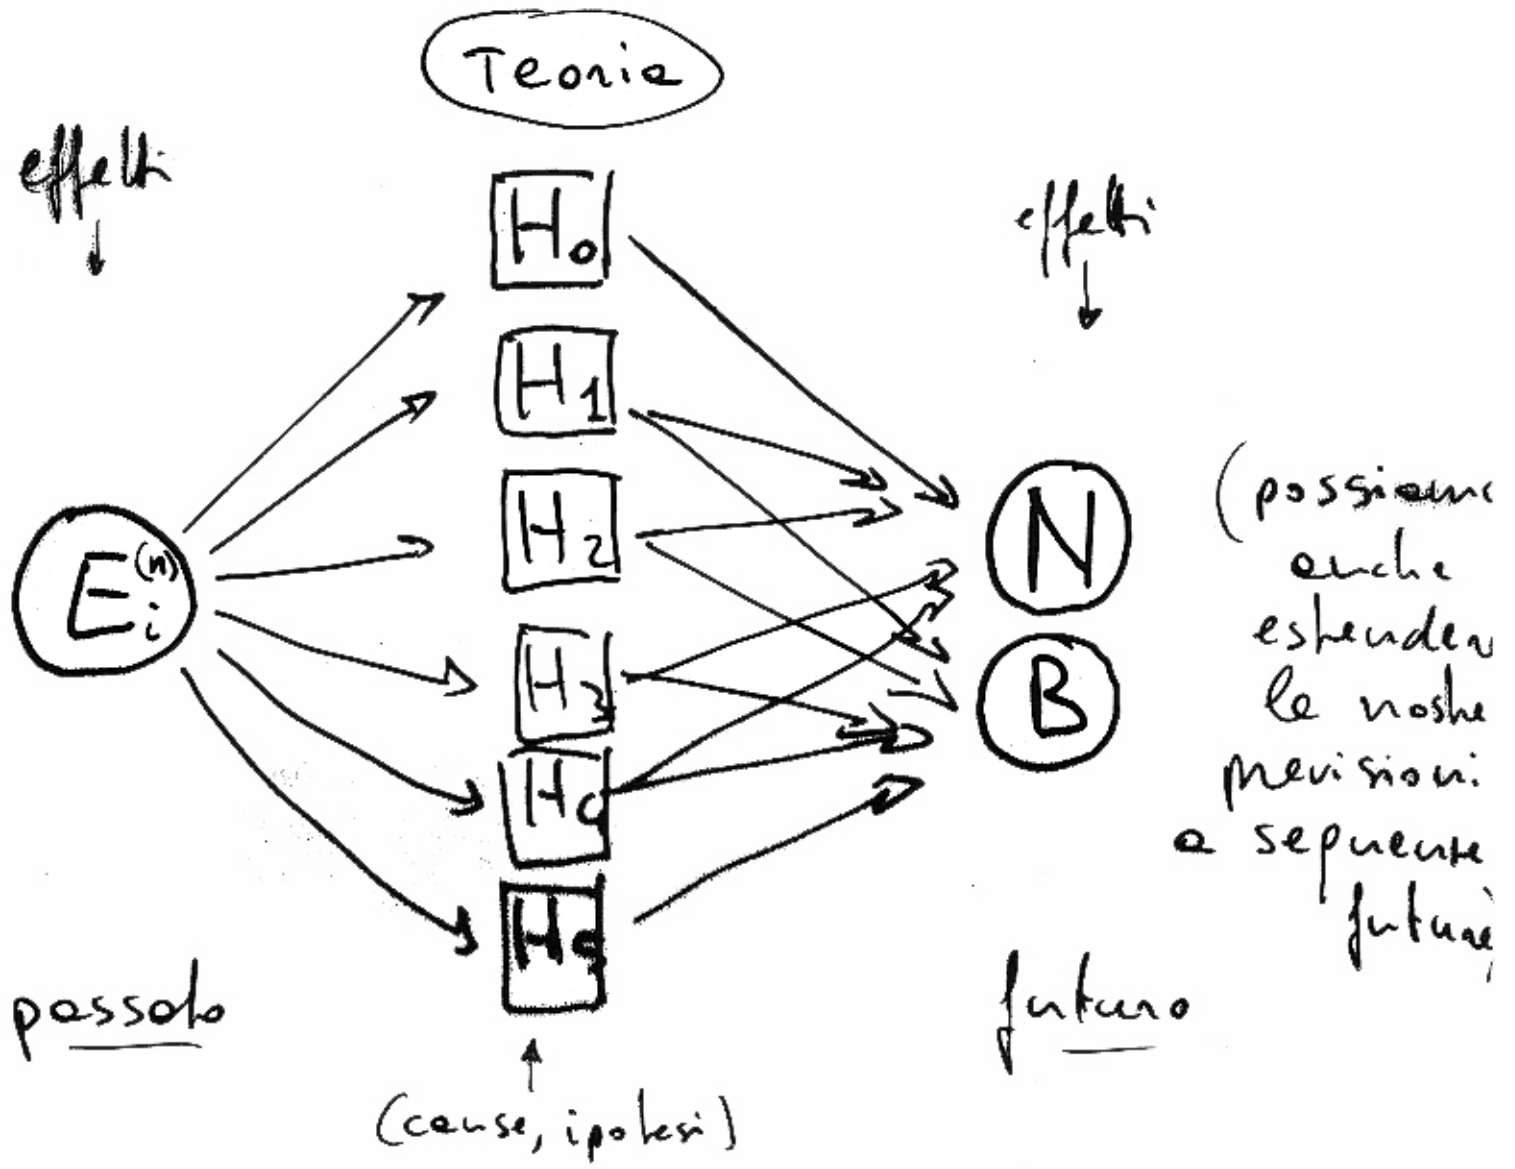 Teoria
effetti
effetti
H0
H1
H2
H3
H4
H5
Ei(n)
N
B
(possiamo
anche
estendere
le nostre
previsioni
a sequenze
future)
passato
futuro
(cause, ipotesi)